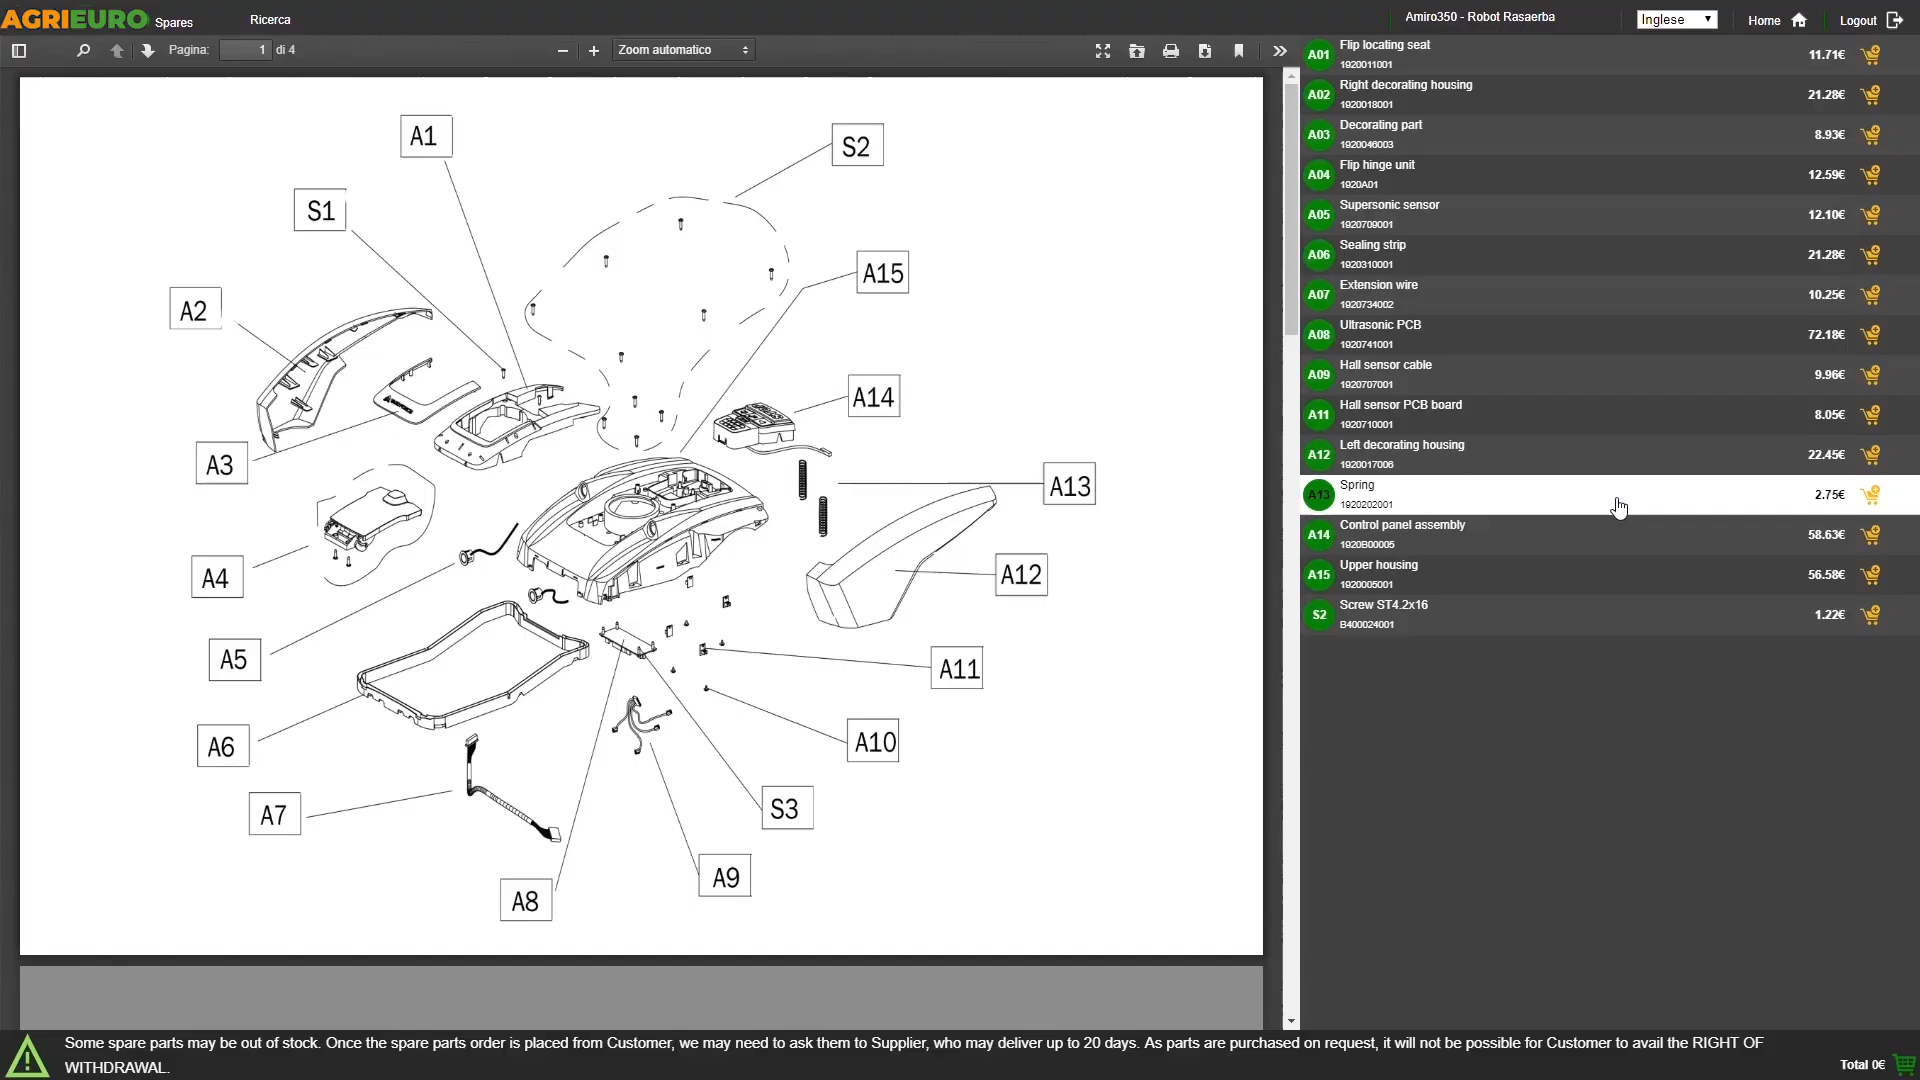 AGRIEURO Spares
Ricerca
Amiro350 - Robot Rasaerba
Inglese
Home
Logout
Pagina: 1 di 4
Zoom automatico
A1
S2
S1
A15
A2
A14
A3
A13
A4
A12
A5
A11
A6
A10
A7
S3
A9
A8
A01 Flip locating seat 11.71€
1920011001
A02 Right decorating housing 21.28€
1920018001
A03 Decorating part 8.93€
1920046003
A04 Flip hinge unit 12.59€
1920A01
A05 Supersonic sensor 12.10€
1920709001
A06 Sealing strip 21.28€
1920310001
A07 Extension wire 10.25€
1920734002
A08 Ultrasonic PCB 72.18€
1920741001
A09 Hall sensor cable 9.96€
1920707001
A11 Hall sensor PCB board 8.05€
1920710001
A12 Left decorating housing 22.45€
1920017006
A13 Spring 2.75€
1920202001
A14 Control panel assembly 58.63€
1920B00005
A15 Upper housing 56.58€
1920005001
S2 Screw ST4.2x16 1.22€
B400024001
Some spare parts may be out of stock. Once the spare parts order is placed from Customer, we may need to ask them to Supplier, who may deliver up to 20 days. As parts are purchased on request, it will not be possible for Customer to avail the RIGHT OF
WITHDRAWAL.
Total 0€